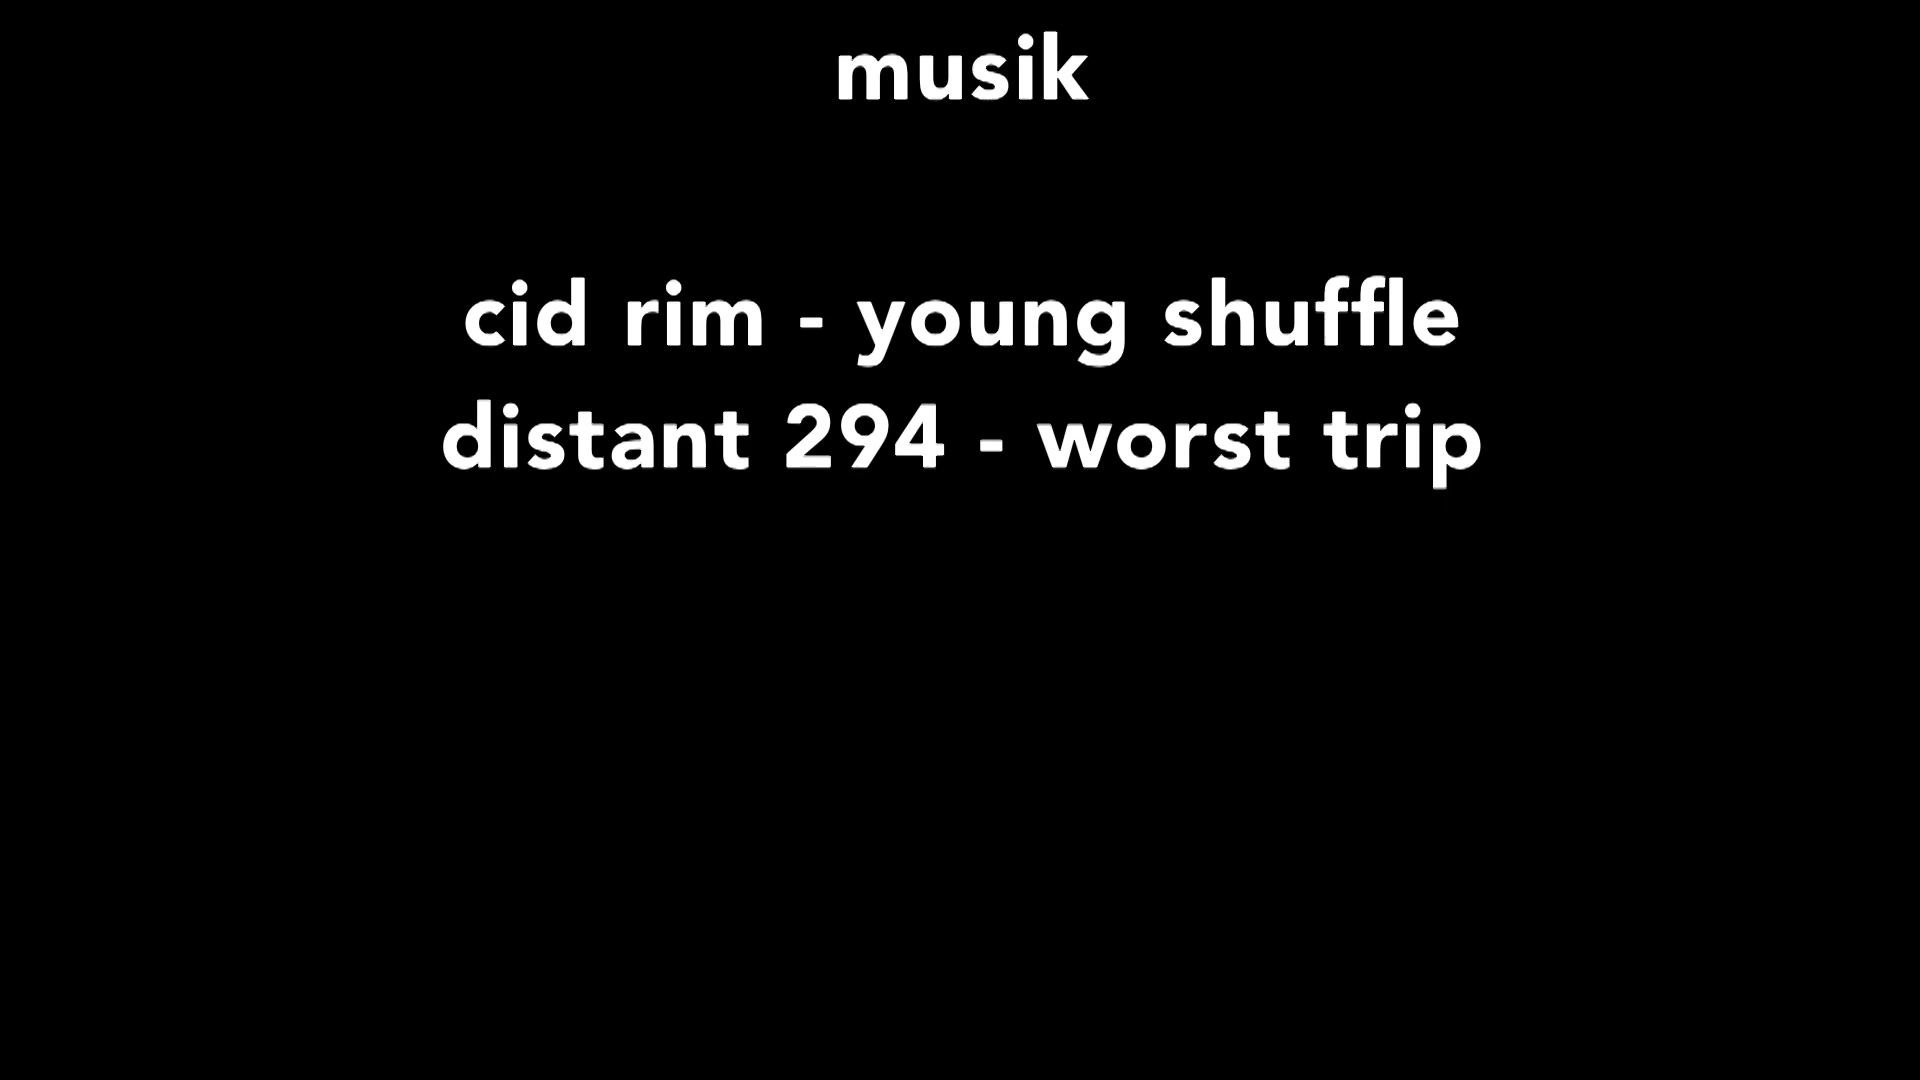 musik
cid rim - young shuffle
distant 294 - worst trip